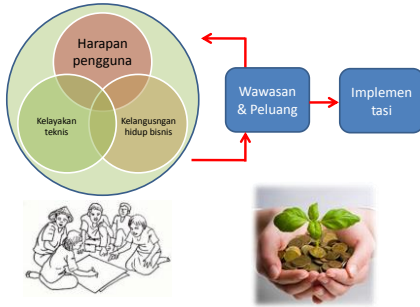 Harapan
pengguna
Kelayakan
teknis
Kelangusngan
hidup bisnis
Wawasan
& Peluang
Implemen
tasi